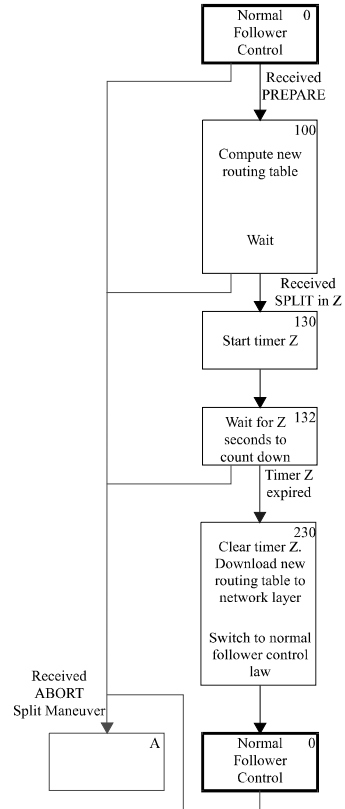 Normal 0
Follower
Control
Received
PREPARE
100
Compute new
routing table
Wait
Received
SPLIT in Z
130
Start timer Z
132
Wait for Z
seconds to
count down
Timer Z
expired
230
Clear timer Z.
Download new
routing table to
network layer
Switch to normal
follower control
law
Received
ABORT
Split Maneuver
A
Normal 0
Follower
Control